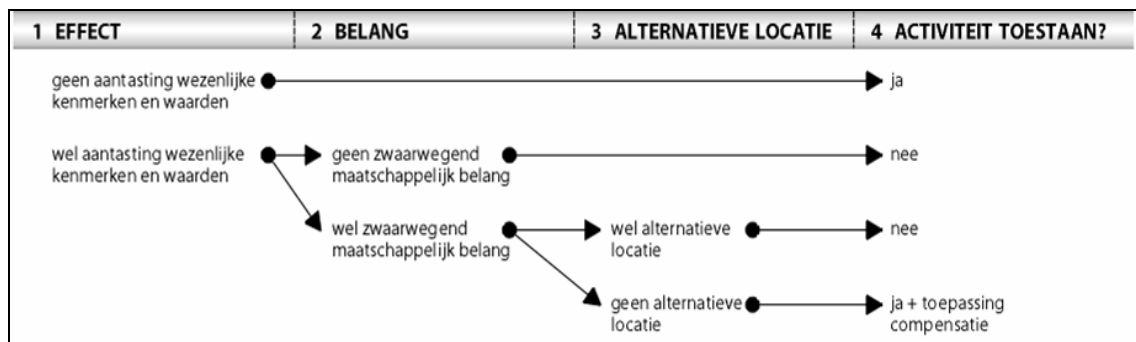 1 EFFECT
2 BELANG
3 ALTERNATIEVE LOCATIE
4 ACTIVITEIT TOESTAAN?
geen aantasting wezenlijke
kenmerken en waarden
ja
wel aantasting wezenlijke
kenmerken en waarden
geen zwaarwegend
maatschappelijk belang
nee
wel zwaarwegend
maatschappelijk belang
wel alternatieve
locatie
nee
geen alternatieve
locatie
ja + toepassing
compensatie